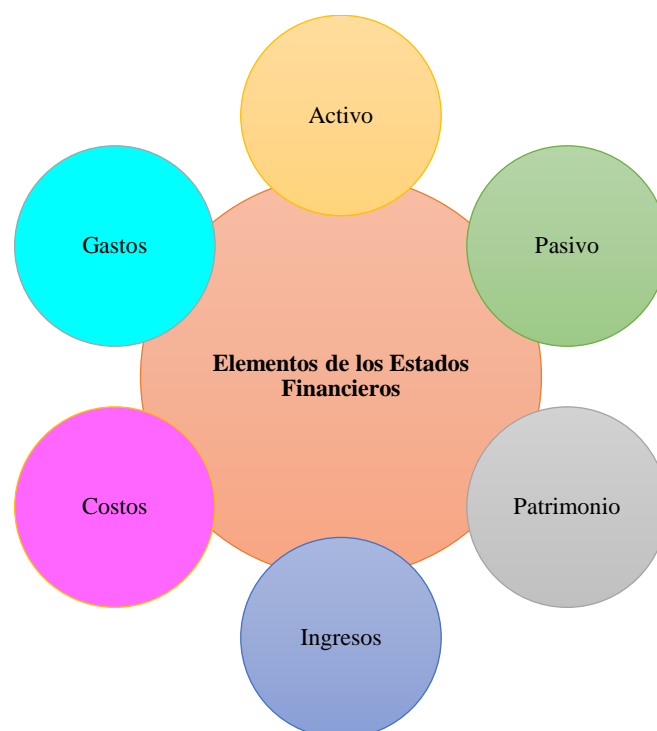 Activo
Gastos
Pasivo
Elementos de los Estados
Financieros
Costos
Patrimonio
Ingresos